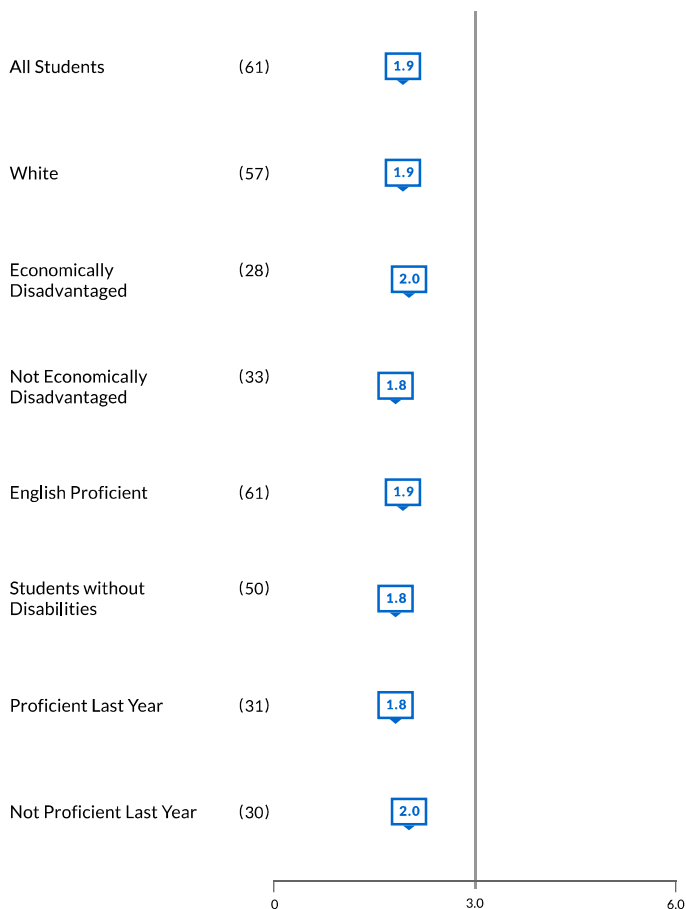 All Students (61) 1.9
White (57) 1.9
Economically (28) 2.0
Disadvantaged
Not Economically (33) 1.8
Disadvantaged
English Proficient (61) 1.9
Students without (50) 1.8
Disabilities
Proficient Last Year (31) 1.8
Not Proficient Last Year (30) 2.0
0 3.0 6.0